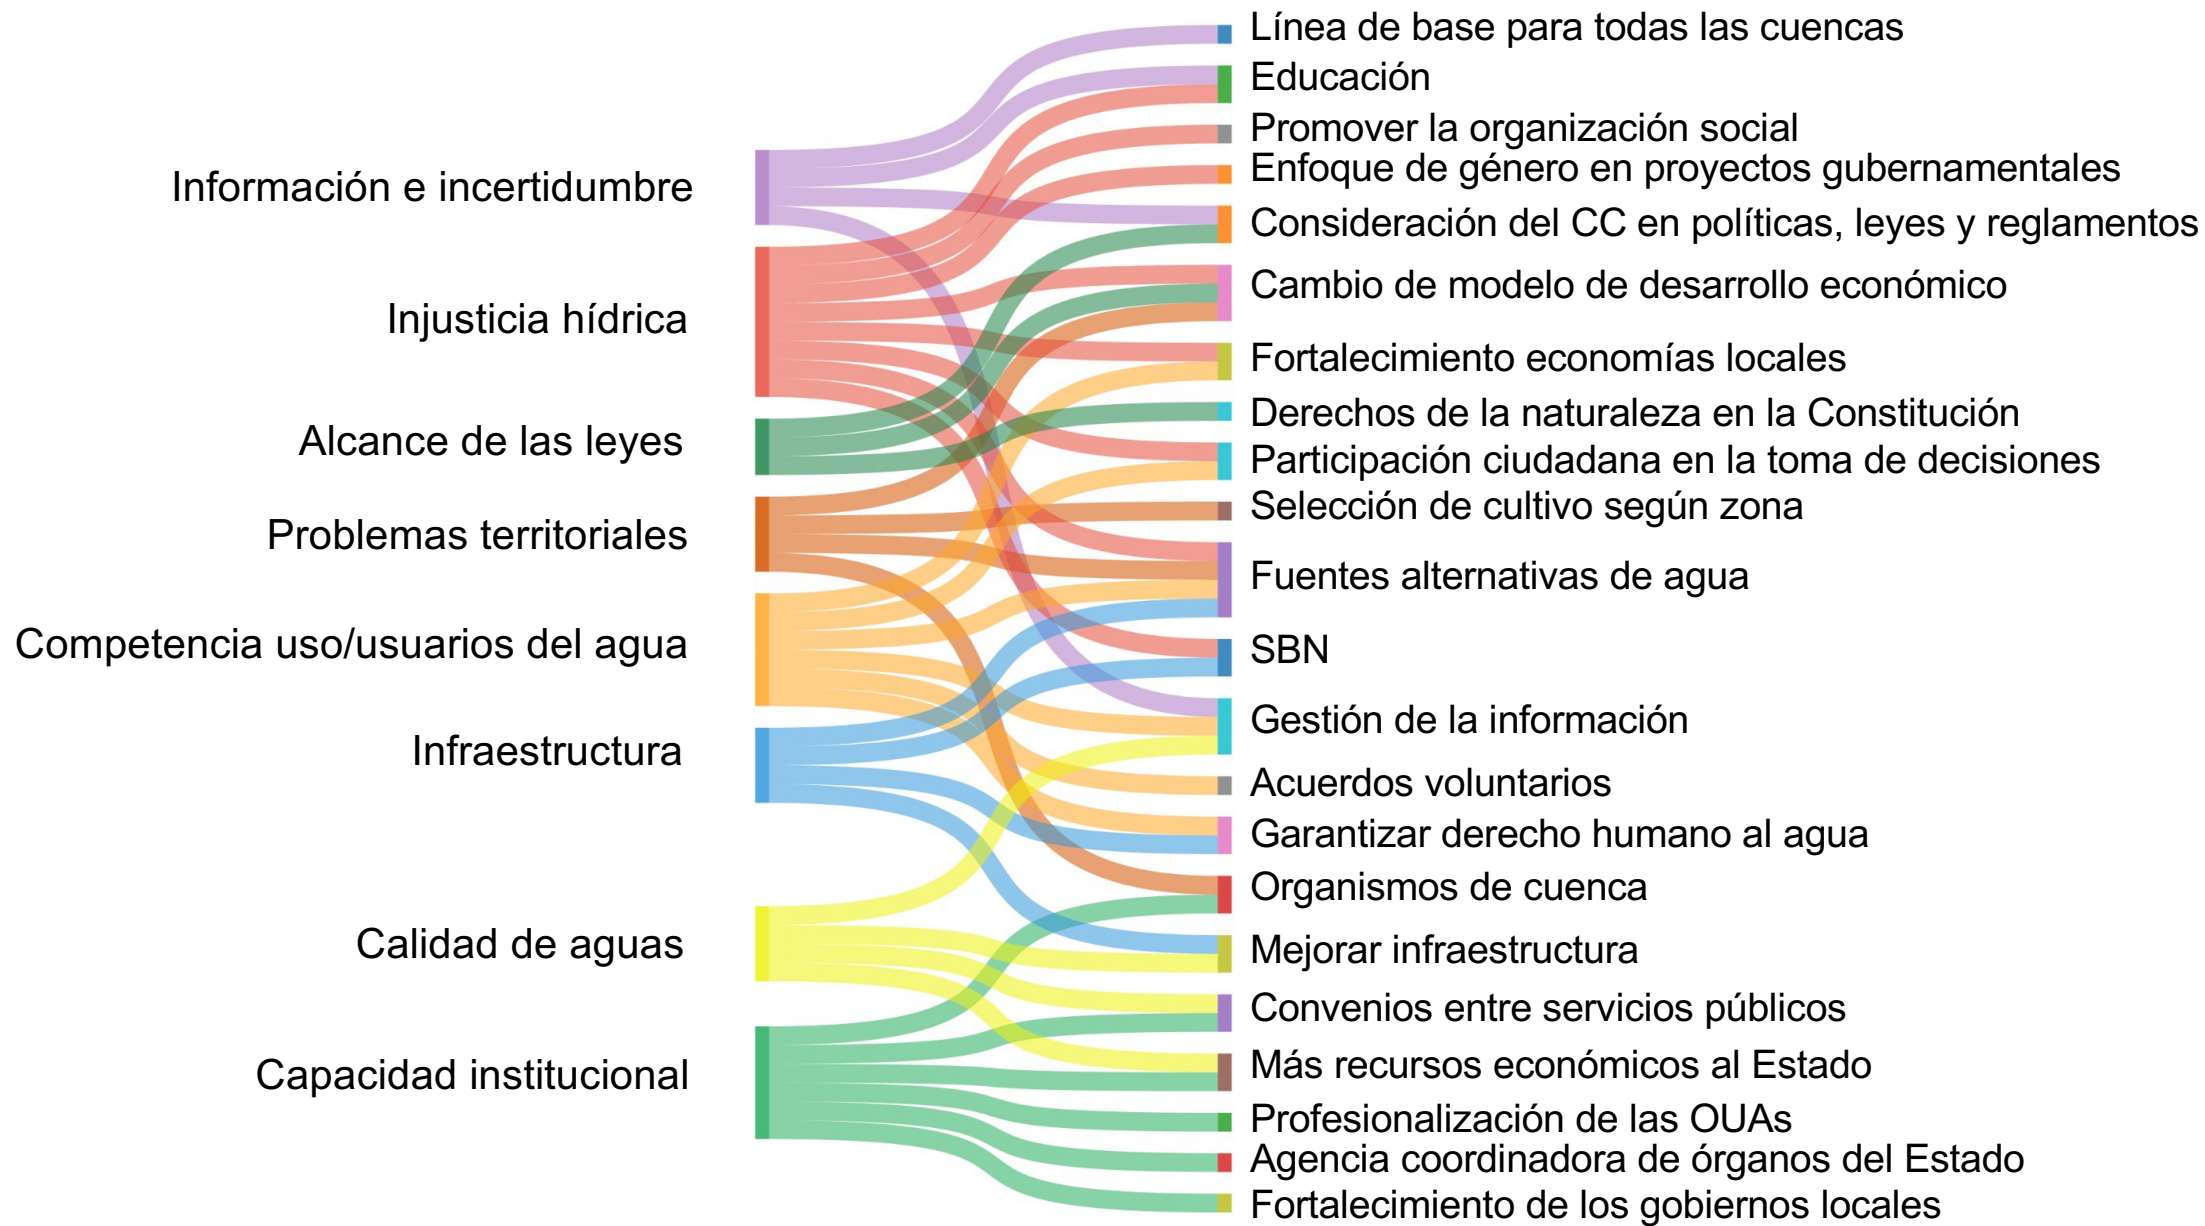 Información e incertidumbre
Injusticia hídrica
Alcance de las leyes
Problemas territoriales
Competencia uso/usuarios del agua
Infraestructura
Calidad de aguas
Capacidad institucional
Línea de base para todas las cuencas
Educación
Promover la organización social
Enfoque de género en proyectos gubernamentales
Consideración del CC en políticas, leyes y reglamentos
Cambio de modelo de desarrollo económico
Fortalecimiento economías locales
Derechos de la naturaleza en la Constitución
Participación ciudadana en la toma de decisiones
Selección de cultivo según zona
Fuentes alternativas de agua
SBN
Gestión de la información
Acuerdos voluntarios
Garantizar derecho humano al agua
Organismos de cuenca
Mejorar infraestructura
Convenios entre servicios públicos
Más recursos económicos al Estado
Profesionalización de las OUAs
Agencia coordinadora de órganos del Estado
Fortalecimiento de los gobiernos locales